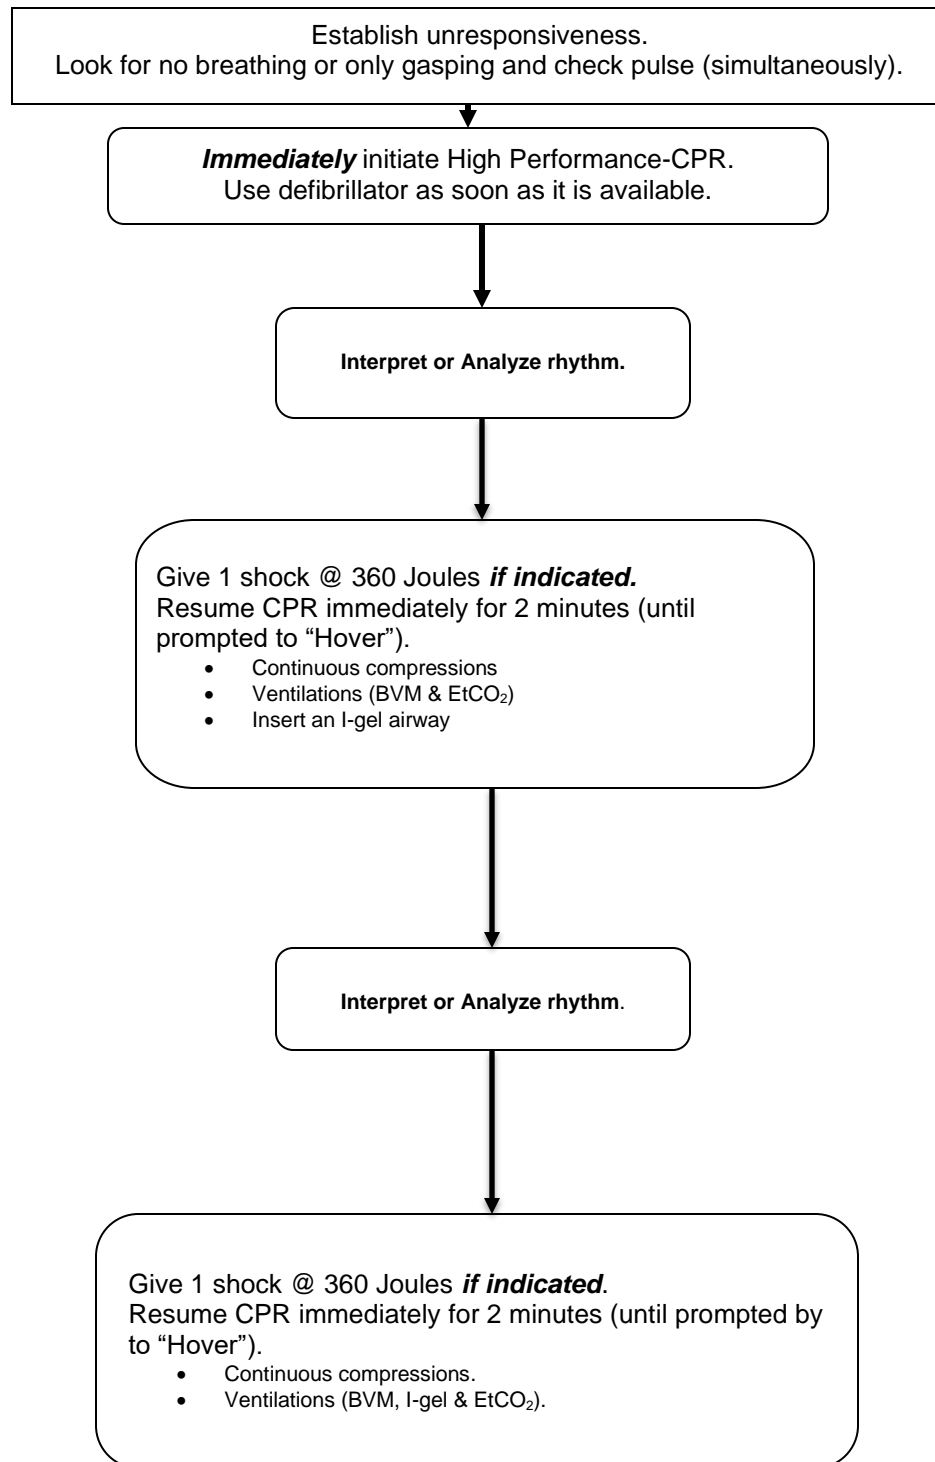 Establish unresponsiveness.
Look for no breathing or only gasping and check pulse (simultaneously).
Immediately initiate High Performance-CPR.
Use defibrillator as soon as it is available.
Interpret or Analyze rhythm.
Give 1 shock @ 360 Joules if indicated.
Resume CPR immediately for 2 minutes (until
prompted to “Hover”).
• Continuous compressions
• Ventilations (BVM & EtCO₂)
• Insert an I-gel airway
Interpret or Analyze rhythm.
Give 1 shock @ 360 Joules if indicated.
Resume CPR immediately for 2 minutes (until prompted by
to “Hover”).
• Continuous compressions.
• Ventilations (BVM, I-gel & EtCO₂).